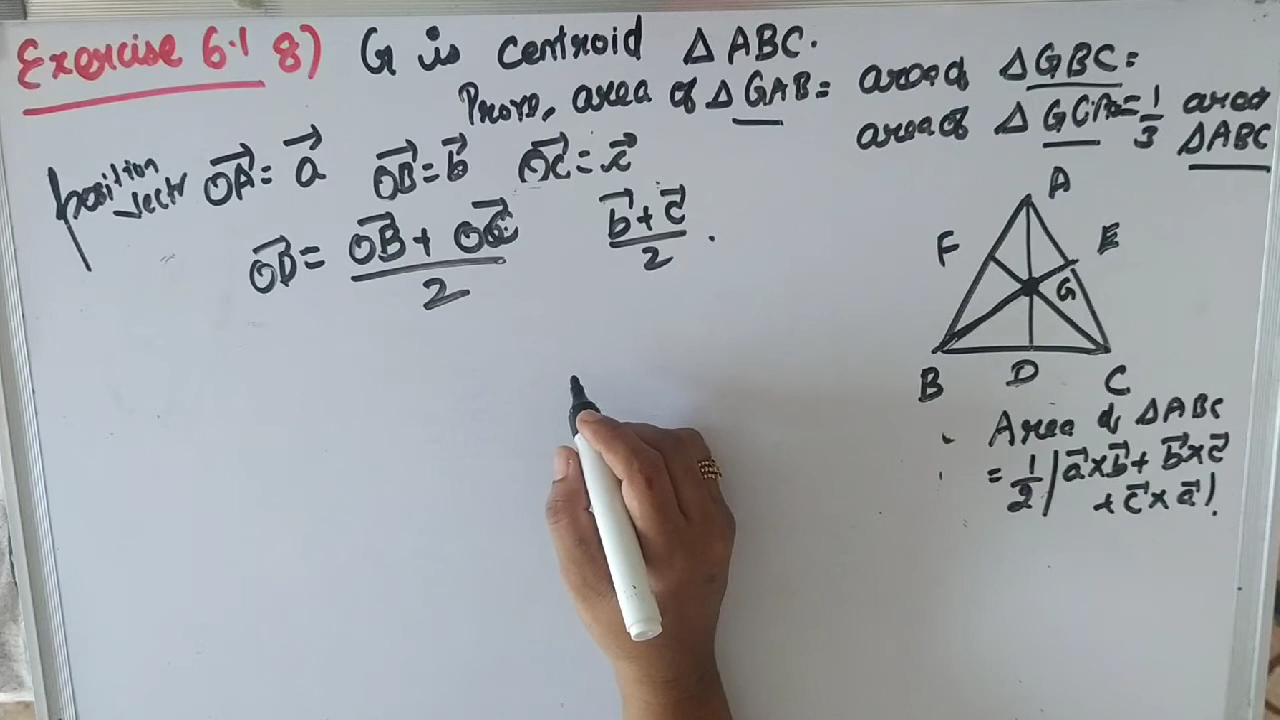 Exercise 6.1 8) G is centroid Δ ABC.
Prove, area of Δ GAB = area of Δ GBC =
area of Δ GCA = 1/3 area Δ ABC
position vectr OA⃗ = a⃗ OB⃗ = b⃗ OC⃗ = c⃗
OD⃗ = (OB⃗ + OC⃗)/2 (b⃗ + c⃗)/2 .
A
F E
G
B D C
Area of Δ ABC
= 1/2 | a⃗ × b⃗ + b⃗ × c⃗
+ c⃗ × a⃗ |.